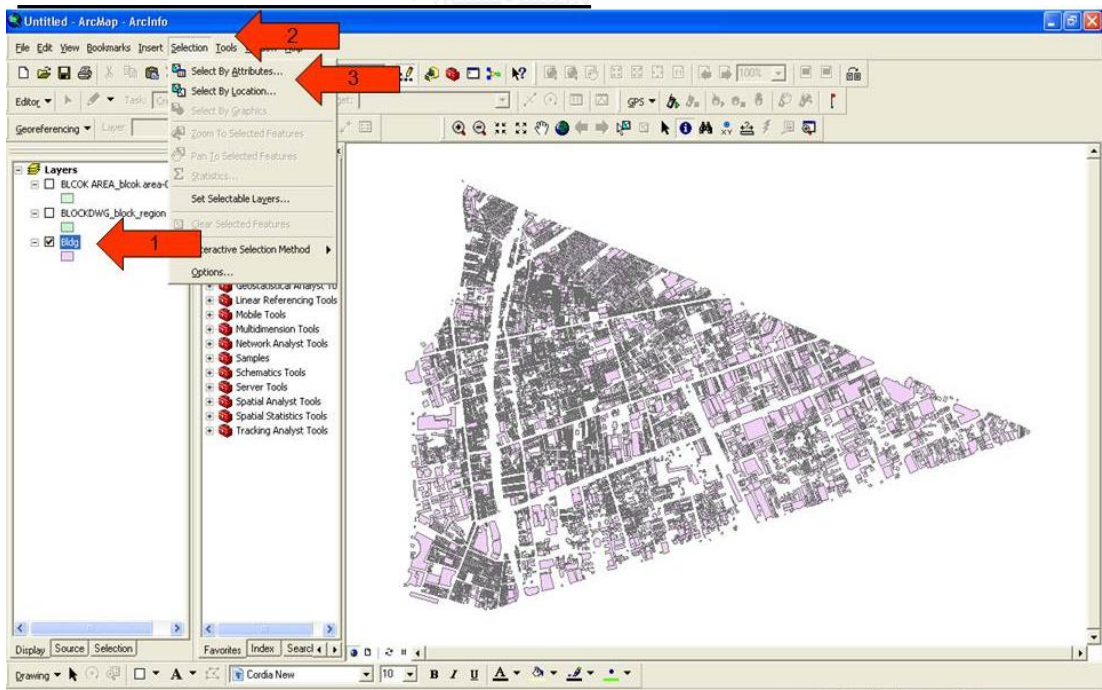 Untitled - ArcMap - ArcInfo
2
File Edit View Bookmarks Insert Selection Tools Help
Select By Attributes...
3
100%
Select By Location...
Editor Task:
GPS
Select By Graphics
Georeferencing Layer:
Zoom To Selected Features
Pan To Selected Features
Statistics...
Layers
BLCOK AREA_blcok area-
Set Selectable Layers...
BLOCKDWG_block_region
Clear Selected Features
Bldg
1
teractive Selection Method
Options...
Geostatistical Analyst To
Linear Referencing Tools
Mobile Tools
Multidimension Tools
Network Analyst Tools
Samples
Schematics Tools
Server Tools
Spatial Analyst Tools
Spatial Statistics Tools
Tracking Analyst Tools
Display Source Selection
Favorites Index Search
Drawing A Cordia New 10 B I U A